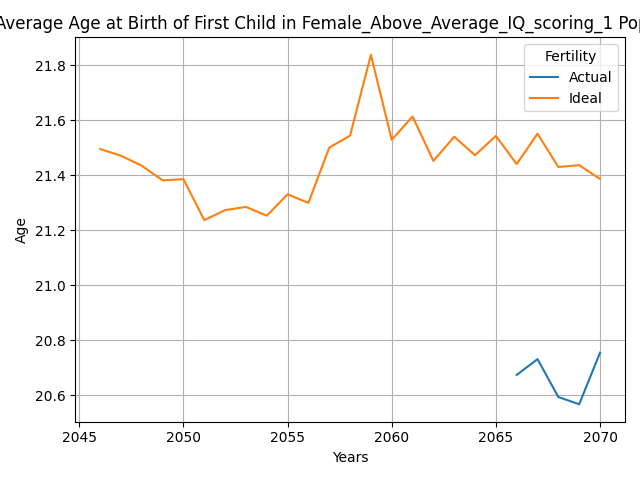 Average Age at Birth of First Child in Female_Above_Average_IQ_scoring_1
Fertility
Actual
Ideal
21.8
21.6
21.4
21.2
21.0
20.8
20.6
Age
2045
2050
2055
2060
2065
2070
Years